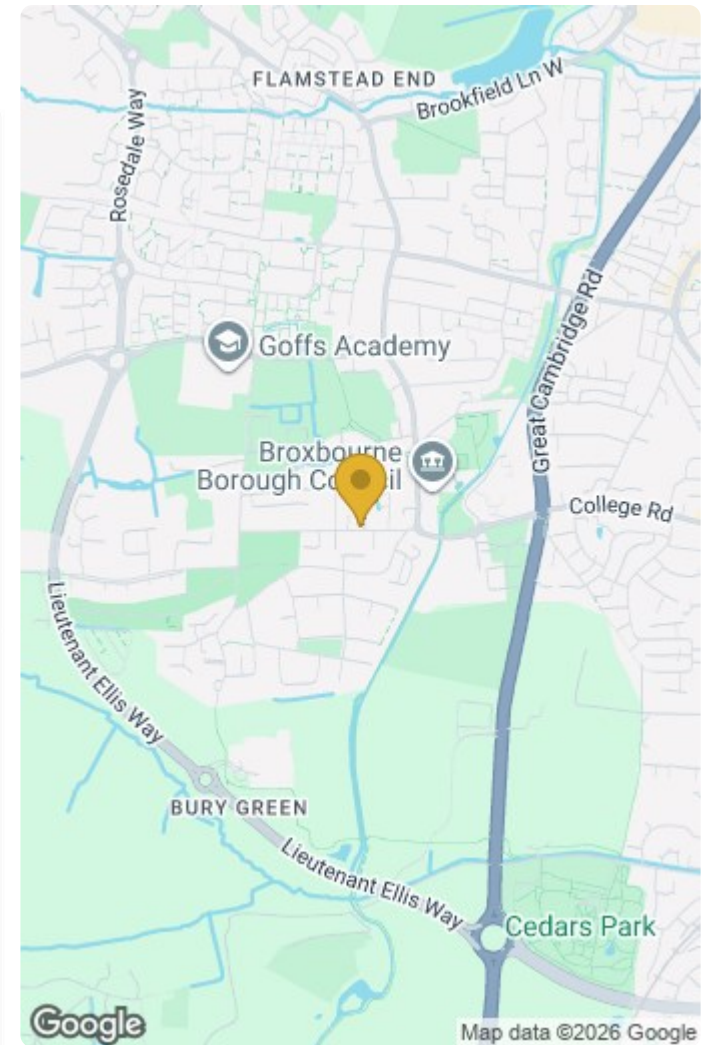 FLAMSTEAD END
Brookfield Ln W
Rosedale Way
Great Cambridge Rd
Goffs Academy
Broxbourne
Borough Co il
College Rd
Lieutenant Ellis Way
BURY GREEN
Lieutenant Ellis Way
Cedars Park
Google
Map data ©2026 Google